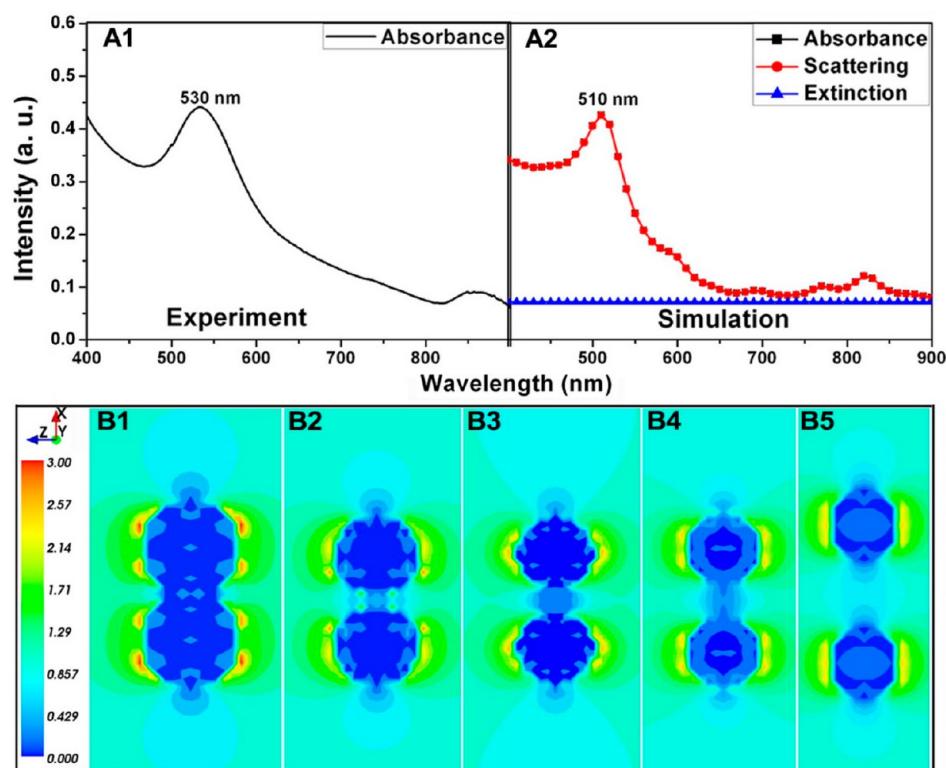 A1
Absorbance
530 nm
Experiment
A2
Absorbance
Scattering
Extinction
510 nm
Simulation
Intensity (a. u.)
0.6
0.5
0.4
0.3
0.2
0.1
0.0
400 500 600 700 800 500 600 700 800 900
Wavelength (nm)
X
Z Y
B1 B2 B3 B4 B5
3.00
2.57
2.14
1.71
1.29
0.857
0.429
0.000